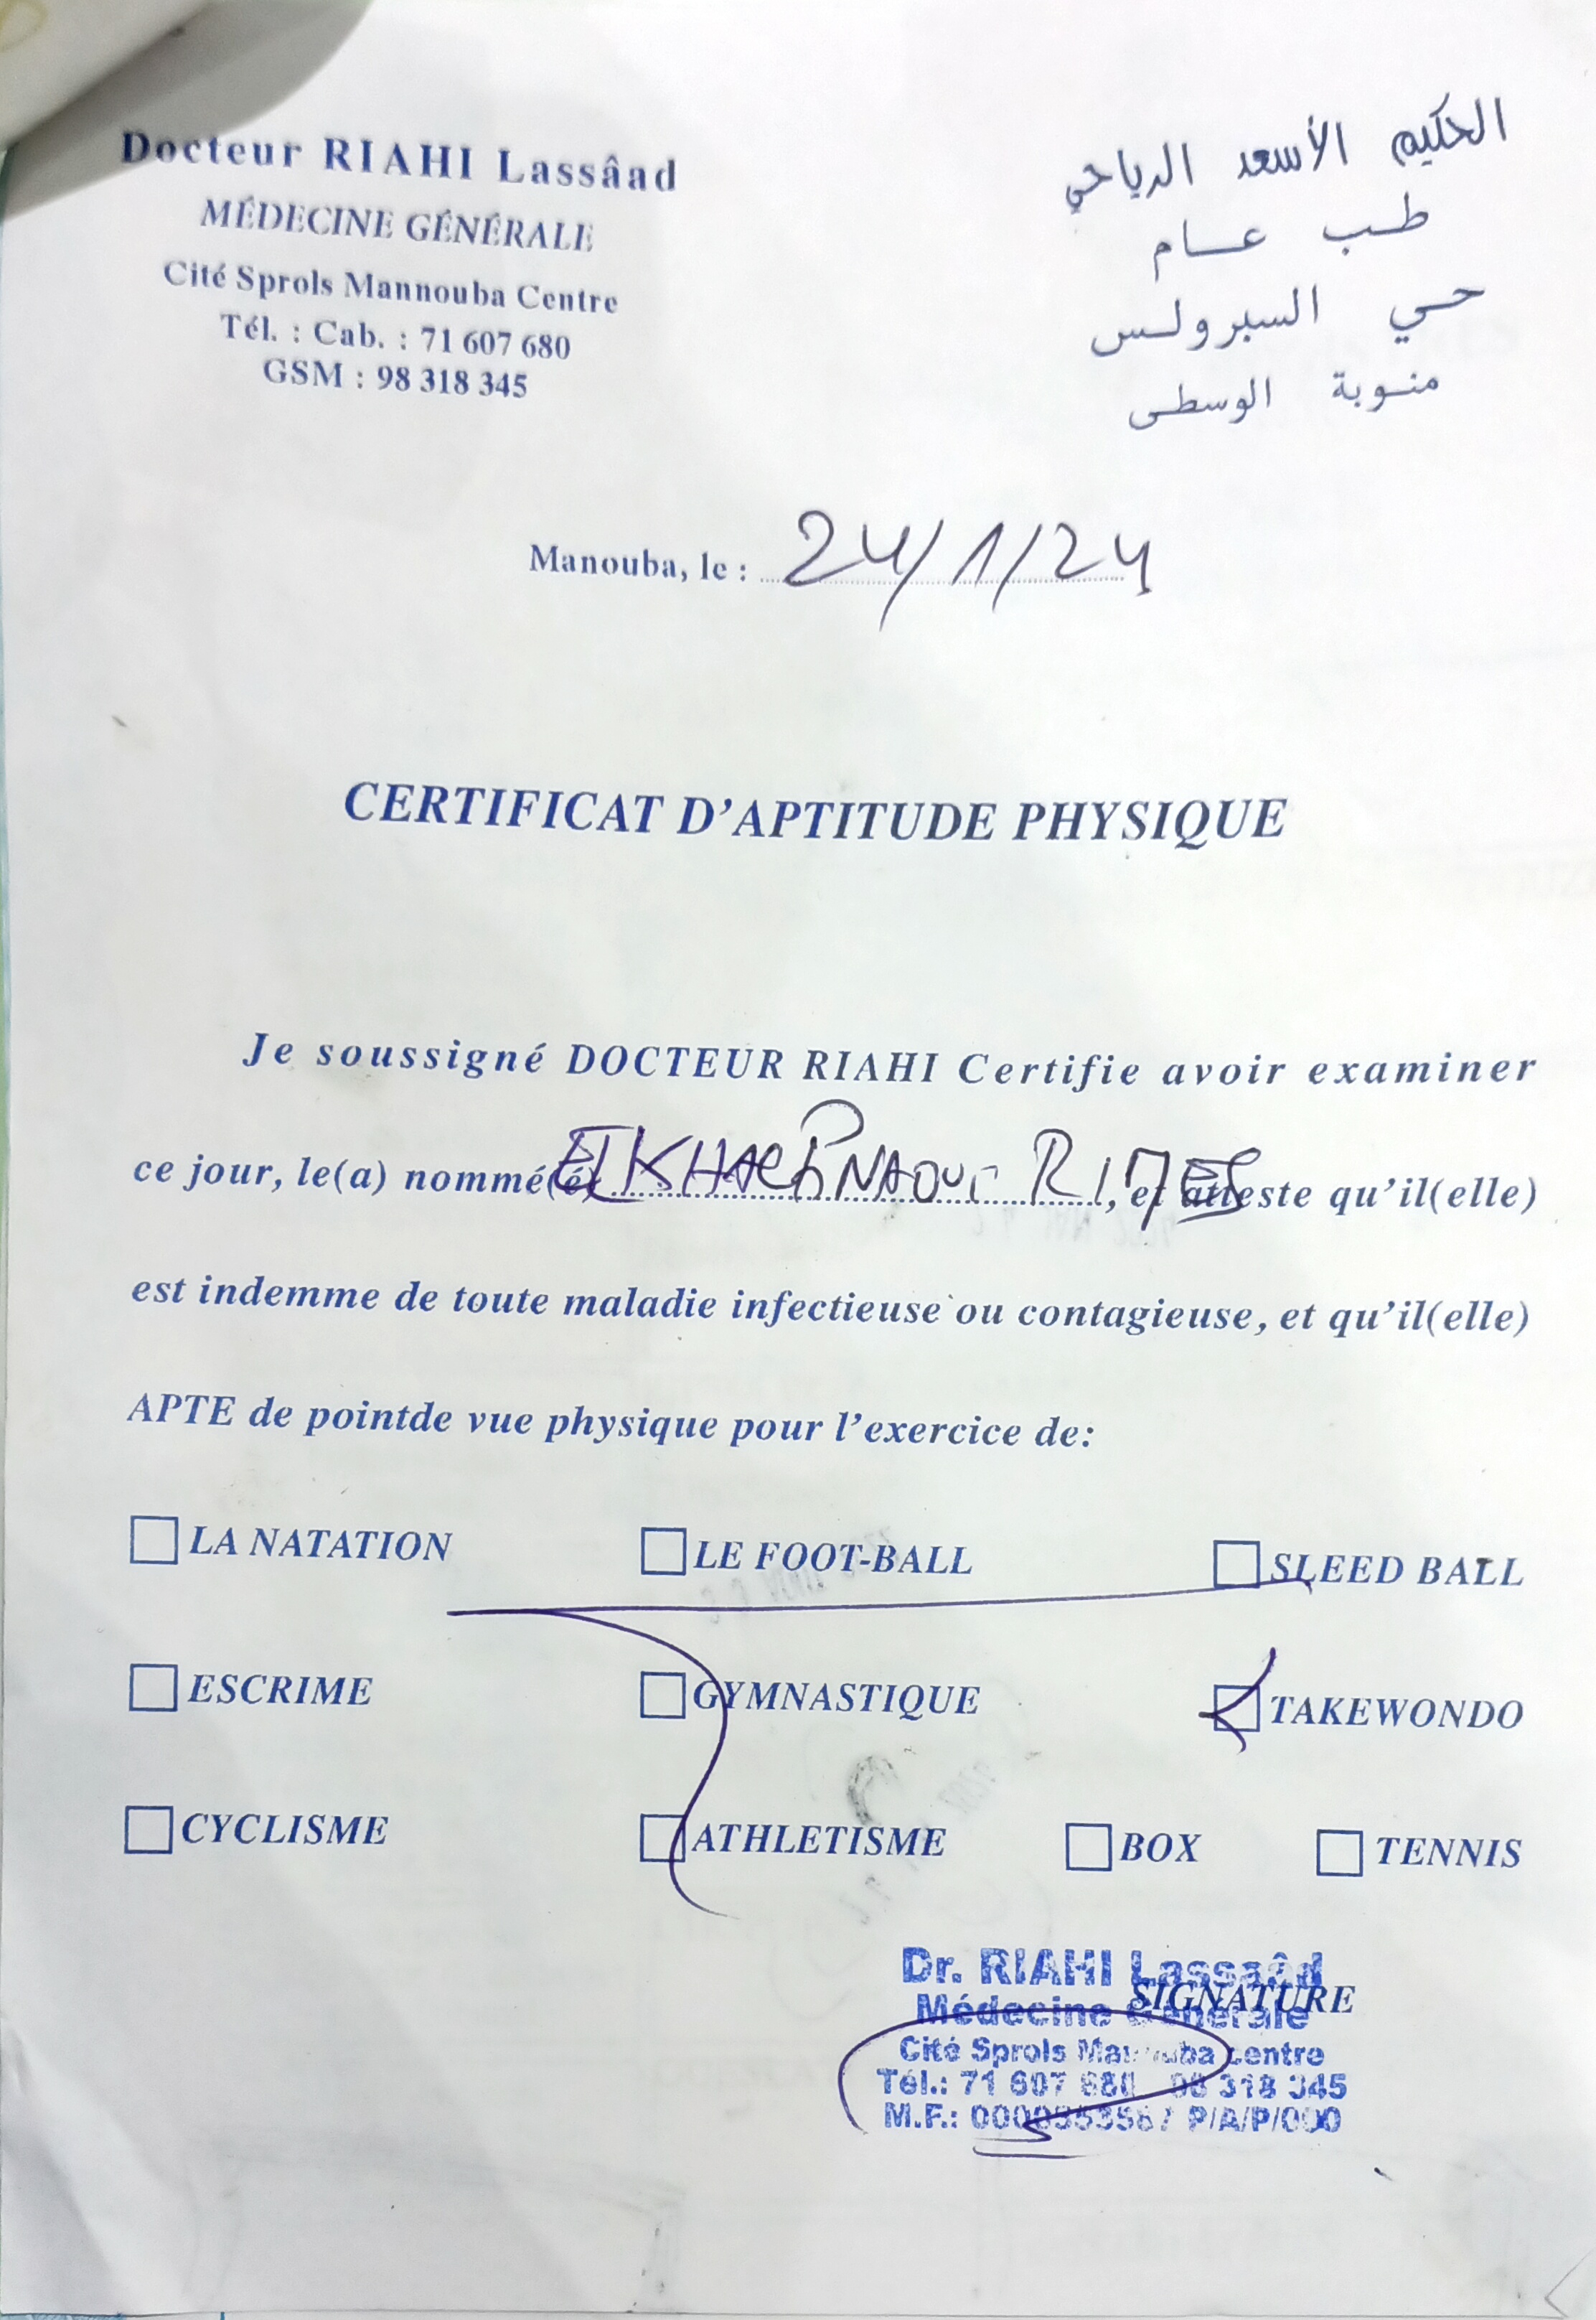 Docteur RIAHI Lassâad
MÉDECINE GÉNÉRALE
Cité Sprols Mannouba Centre
Tél. : Cab. : 71 607 680
GSM : 98 318 345
الحكيم الأسعد الرياحي
طب عام
حي السبرولس
منوبة الوسطى
Manouba, le : 24/1/24
CERTIFICAT D'APTITUDE PHYSIQUE
Je soussigné DOCTEUR RIAHI Certifie avoir examiner
ce jour, le(a) nommé(é) EL, et atteste qu'il(elle)
est indemme de toute maladie infectieuse ou contagieuse, et qu'il(elle)
APTE de pointde vue physique pour l'exercice de:
LA NATATION LE FOOT-BALL SLEED BALL
ESCRIME GYMNASTIQUE TAKEWONDO
CYCLISME ATHLETISME BOX TENNIS
Dr. RIAHI Lassaâd
SIGNATURE
Médecine Générale
Cité Sprols Mannouba Centre
Tél.: 71 607 680 98 318 345
M.F.: P/A/P/000